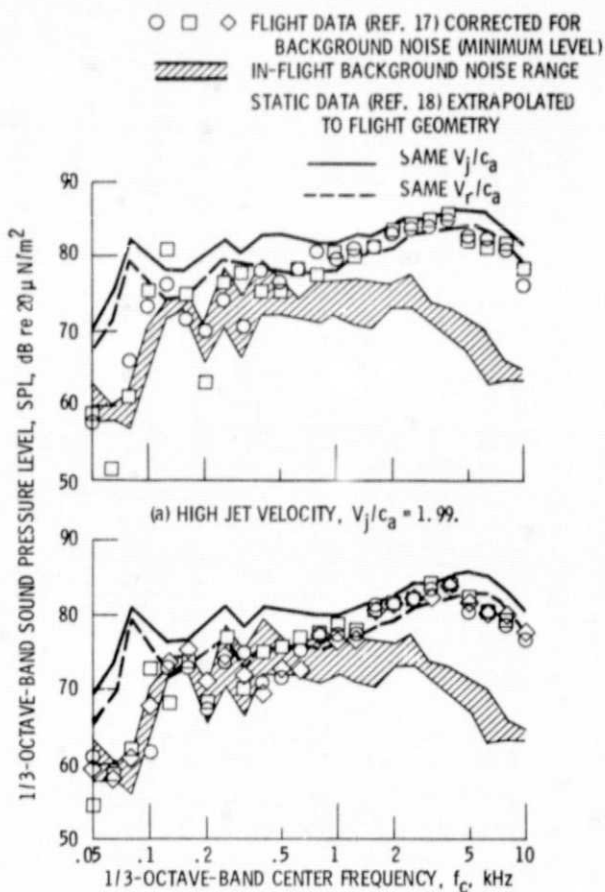 FLIGHT DATA (REF. 17) CORRECTED FOR
BACKGROUND NOISE (MINIMUM LEVEL)
IN-FLIGHT BACKGROUND NOISE RANGE
STATIC DATA (REF. 18) EXTRAPOLATED
TO FLIGHT GEOMETRY
SAME Vj/ca
SAME Vr/ca
1/3-OCTAVE-BAND SOUND PRESSURE LEVEL, SPL, dB re 20 μ N/m2
90
80
70
60
50
(a) HIGH JET VELOCITY, Vj/ca = 1.99.
90
80
70
60
50
.05 .1 .2 .5 1 2 5 10
1/3-OCTAVE-BAND CENTER FREQUENCY, fc, kHz